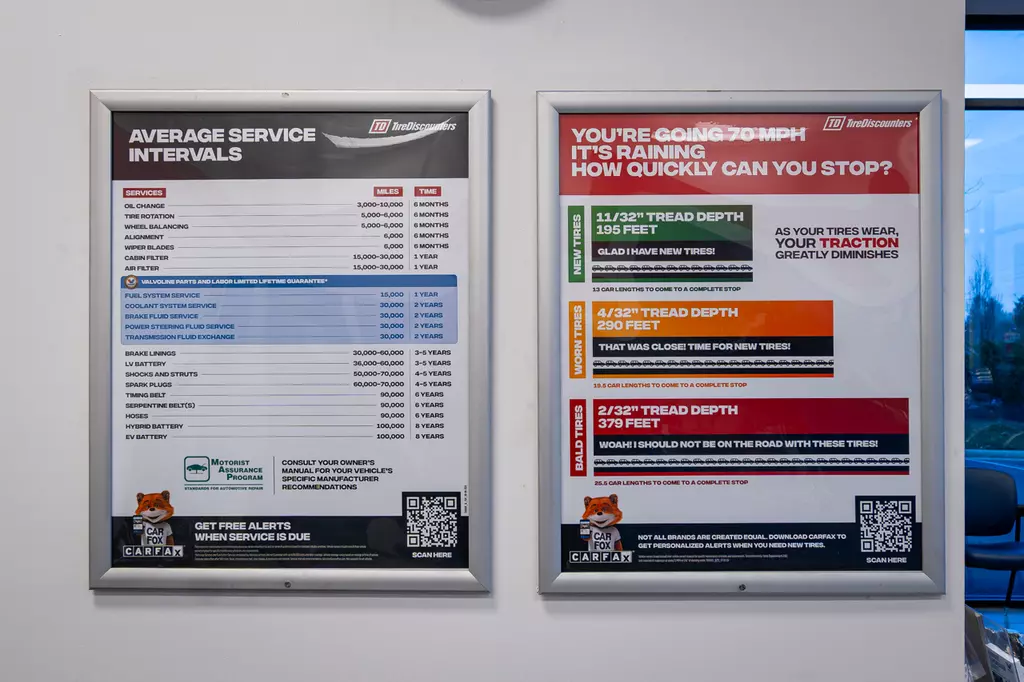 AVERAGE SERVICE
INTERVALS
TD TireDiscounters
SERVICES MILES TIME
OIL CHANGE 3,000-10,000 6 MONTHS
TIRE ROTATION 5,000-6,000 6 MONTHS
WHEEL BALANCING 5,000-6,000 6 MONTHS
ALIGNMENT 6,000 6 MONTHS
WIPER BLADES 6,000 6 MONTHS
CABIN FILTER 15,000-30,000 1 YEAR
AIR FILTER 15,000-30,000 1 YEAR
VALVOLINE PARTS AND LABOR LIMITED LIFETIME GUARANTEE*
FUEL SYSTEM SERVICE 15,000 1 YEAR
COOLANT SYSTEM SERVICE 30,000 2 YEARS
BRAKE FLUID SERVICE 30,000 2 YEARS
POWER STEERING FLUID SERVICE 30,000 2 YEARS
TRANSMISSION FLUID EXCHANGE 30,000 2 YEARS
BRAKE LININGS 30,000-60,000 3-5 YEARS
LV BATTERY 36,000-60,000 3-5 YEARS
SHOCKS AND STRUTS 50,000-70,000 4-5 YEARS
SPARK PLUGS 60,000-70,000 4-5 YEARS
TIMING BELT 90,000 6 YEARS
SERPENTINE BELT(S) 90,000 6 YEARS
HOSES 90,000 6 YEARS
HYBRID BATTERY 100,000 8 YEARS
EV BATTERY 100,000 8 YEARS
MOTORIST
ASSURANCE
PROGRAM
STANDARDS FOR AUTOMOTIVE REPAIR
CONSULT YOUR OWNER'S
MANUAL FOR YOUR VEHICLE'S
SPECIFIC MANUFACTURER
RECOMMENDATIONS
CAR
FOX
CARFAX
GET FREE ALERTS
WHEN SERVICE IS DUE
SCAN HERE
YOU'RE GOING 70 MPH
IT'S RAINING
HOW QUICKLY CAN YOU STOP?
TD TireDiscounters
NEW TIRES
11/32" TREAD DEPTH
195 FEET
GLAD I HAVE NEW TIRES!
13 CAR LENGTHS TO COME TO A COMPLETE STOP
AS YOUR TIRES WEAR,
YOUR TRACTION
GREATLY DIMINISHES
WORN TIRES
4/32" TREAD DEPTH
290 FEET
THAT WAS CLOSE! TIME FOR NEW TIRES!
19.5 CAR LENGTHS TO COME TO A COMPLETE STOP
BALD TIRES
2/32" TREAD DEPTH
379 FEET
WOAH! I SHOULD NOT BE ON THE ROAD WITH THESE TIRES!
25.5 CAR LENGTHS TO COME TO A COMPLETE STOP
CAR
FOX
CARFAX
NOT ALL BRANDS ARE CREATED EQUAL. DOWNLOAD CARFAX TO
GET PERSONALIZED ALERTS WHEN YOU NEED NEW TIRES.
SCAN HERE